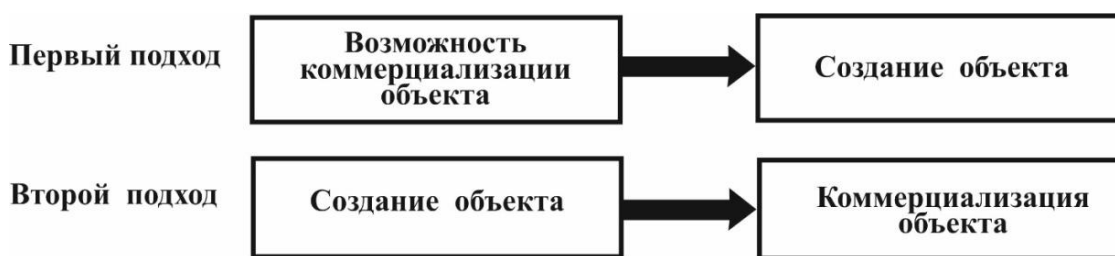 Первый подход
Возможность
коммерциализации
объекта
Создание объекта
Второй подход
Создание объекта
Коммерциализация
объекта